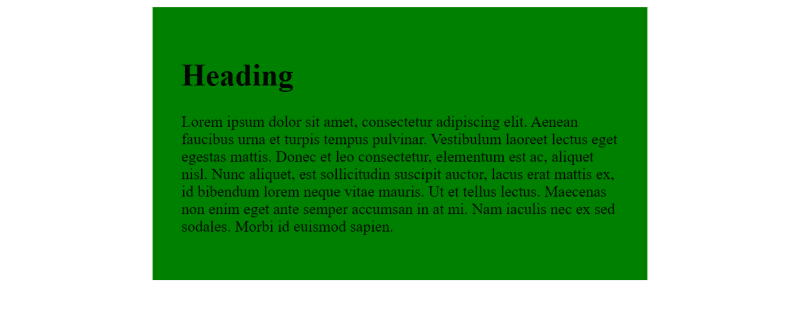 Heading
Lorem ipsum dolor sit amet, consectetur adipiscing elit. Aenean
faucibus urna et turpis tempus pulvinar. Vestibulum laoreet lectus eget
egestas mattis. Donec et leo consectetur, elementum est ac, aliquet
nisl. Nunc aliquet, est sollicitudin suscipit auctor, lacus erat mattis ex,
id bibendum lorem neque vitae mauris. Ut et tellus lectus. Maecenas
non enim eget ante semper accumsan in at mi. Nam iaculis nec ex sed
sodales. Morbi id euismod sapien.